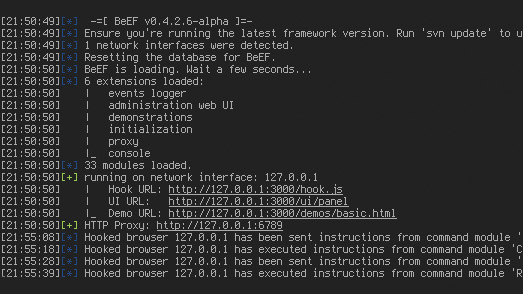 [21:50:49][*]  -=[ BeEF v0.4.2.6-alpha ]=-
[21:50:49][*] Ensure you're running the latest framework version. Run 'svn update' to u
[21:50:49][*] 1 network interfaces were detected.
[21:50:49][*] Resetting the database for BeEF.
[21:50:50][*] BeEF is loading. Wait a few seconds...
[21:50:50][*] 6 extensions loaded:
[21:50:50]    |   events logger
[21:50:50]    |   administration web UI
[21:50:50]    |   demonstrations
[21:50:50]    |   initialization
[21:50:50]    |   proxy
[21:50:50]    |_  console
[21:50:50][*] 33 modules loaded.
[21:50:50][+] running on network interface: 127.0.0.1
[21:50:50]    |   Hook URL: http://127.0.0.1:3000/hook.js
[21:50:50]    |   UI URL:   http://127.0.0.1:3000/ui/panel
[21:50:50]    |_  Demo URL: http://127.0.0.1:3000/demos/basic.html
[21:50:50][+] HTTP Proxy: http://127.0.0.1:6789
[21:55:08][*] Hooked browser 127.0.0.1 has been sent instructions from command module '
[21:55:18][*] Hooked browser 127.0.0.1 has executed instructions from command module 'C
[21:55:28][*] Hooked browser 127.0.0.1 has been sent instructions from command module '
[21:55:39][*] Hooked browser 127.0.0.1 has executed instructions from command module 'R